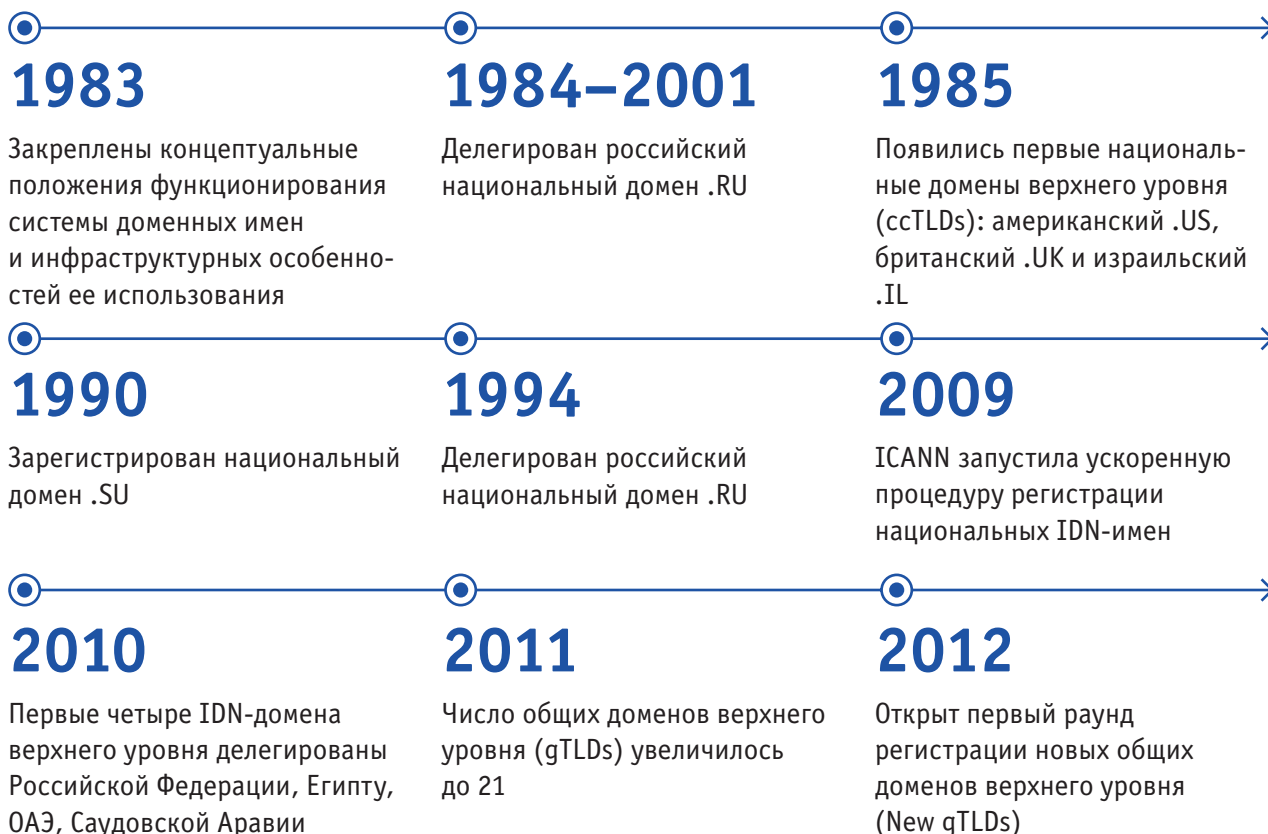 1983
Закреплены концептуальные
положения функционирования
системы доменных имен
и инфраструктурных особенно-
стей ее использования
1984–2001
Делегирован российский
национальный домен .RU
1985
Появились первые националь-
ные домены верхнего уровня
(ccTLDs): американский .US,
британский .UK и израильский
.IL
1990
Зарегистрирован национальный
домен .SU
1994
Делегирован российский
национальный домен .RU
2009
ICANN запустила ускоренную
процедуру регистрации
национальных IDN-имен
2010
Первые четыре IDN-домена
верхнего уровня делегированы
Российской Федерации, Египту,
ОАЭ, Саудовской Аравии
2011
Число общих доменов верхнего
уровня (gTLDs) увеличилось
до 21
2012
Открыт первый раунд
регистрации новых общих
доменов верхнего уровня
(New gTLDs)